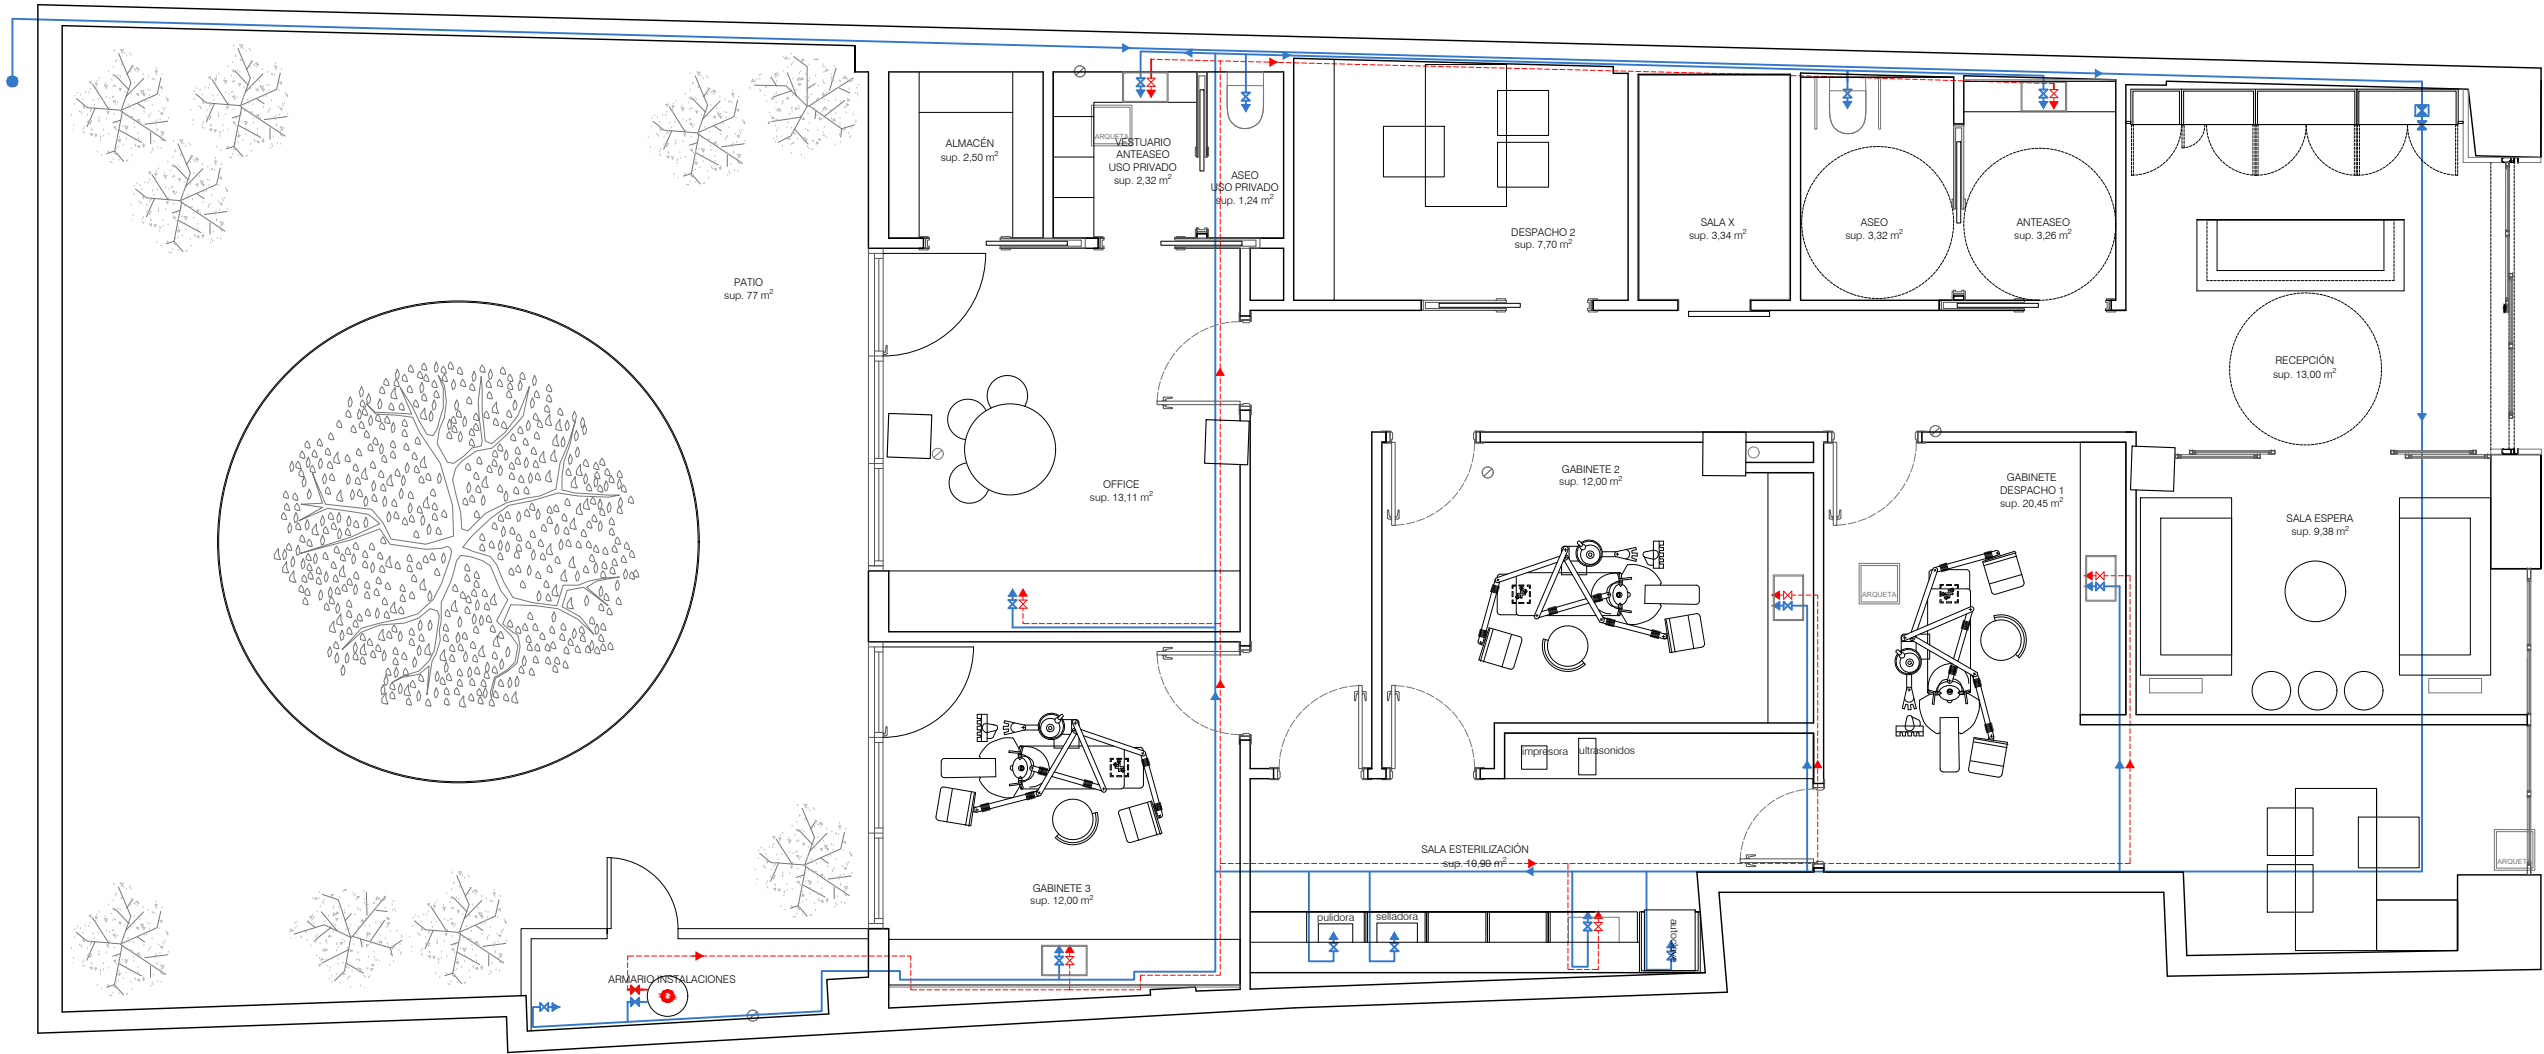 ALMACÉN
sup. 2,50 m²
ARQUETA
VESTUARIO
ANTEASEO
USO PRIVADO
sup. 2,32 m²
ASEO
USO PRIVADO
sup. 1,24 m²
DESPACHO 2
sup. 7,70 m²
SALA X
sup. 3,34 m²
ASEO
sup. 3,32 m²
ANTEASEO
sup. 3,26 m²
PATIO
sup. 77 m²
RECEPCIÓN
sup. 13,00 m²
OFFICE
sup. 13,11 m²
GABINETE 2
sup. 12,00 m²
GABINETE
DESPACHO 1
sup. 20,45 m²
SALA ESPERA
sup. 9,38 m²
ARQUETA
impresora
ultrasonidos
SALA ESTERILIZACIÓN
sup. 10,90 m²
ARQUETA
GABINETE 3
sup. 12,00 m²
pulidora
selladora
autoclave
ARMARIO INSTALACIONES